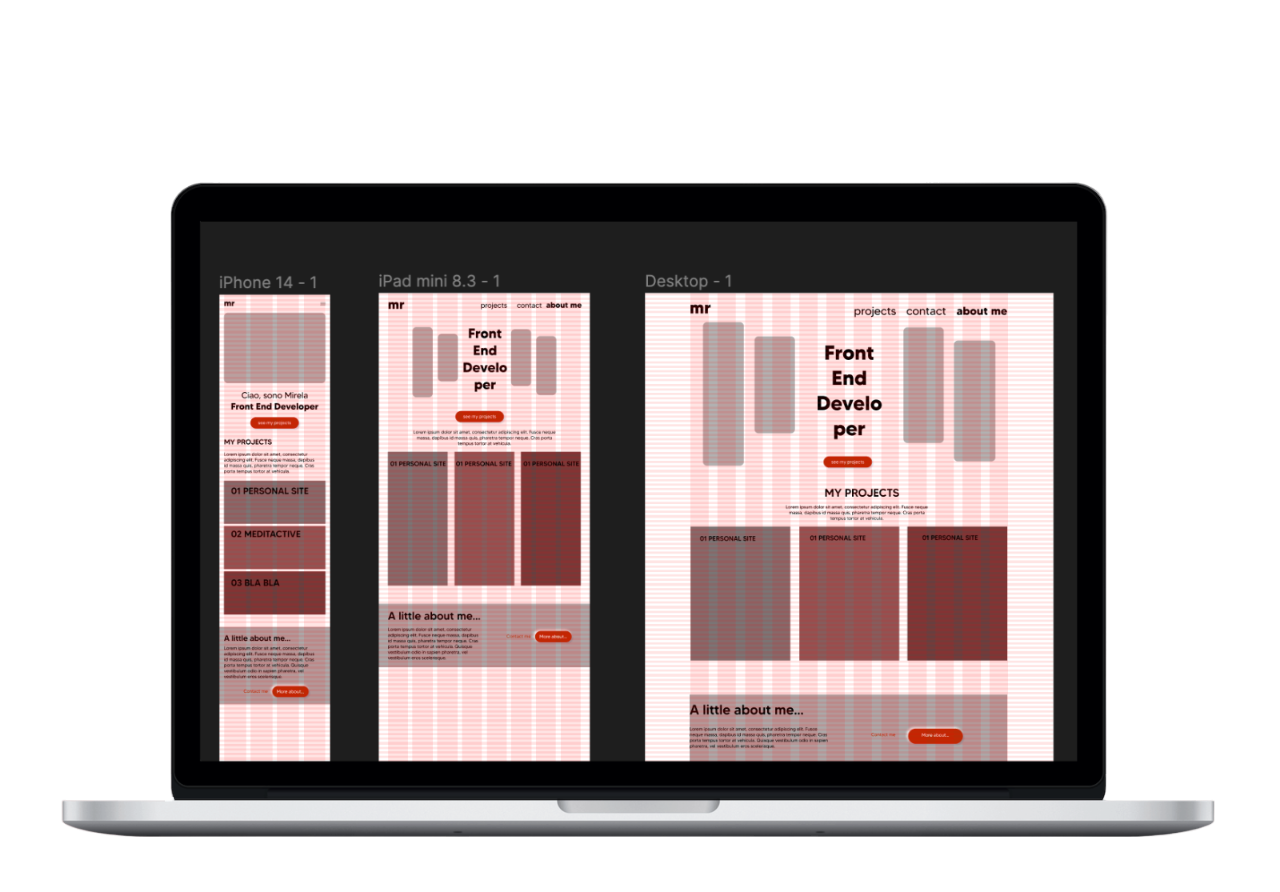 iPhone 14 - 1
mr
Ciao, sono Mirela
Front End Developer
see my projects
MY PROJECTS
Lorem ipsum dolor sit amet, consectetur
adipiscing elit. Fusce neque massa, dapibus
id massa quis, pharetra tempor neque. Cras
porta tempus tortor at vehicula.
01 PERSONAL SITE
02 MEDITACTIVE
03 BLA BLA
A little about me...
Lorem ipsum dolor sit amet, consectetur
adipiscing elit. Fusce neque massa, dapibus
id massa quis, pharetra tempor neque. Cras
porta tempus tortor at vehicula. Quisque
vestibulum odio in sapien pharetra, vel
vestibulum eros scelerisque.
Contact me
More about...
iPad mini 8.3 - 1
mr
projects contact about me
Front
End
Develo
per
see my projects
Lorem ipsum dolor sit amet, consectetur adipiscing elit. Fusce neque
massa, dapibus id massa quis, pharetra tempor neque. Cras porta
tempus tortor at vehicula.
01 PERSONAL SITE
01 PERSONAL SITE
01 PERSONAL SITE
A little about me...
Lorem ipsum dolor sit amet, consectetur
adipiscing elit. Fusce neque massa, dapibus
id massa quis, pharetra tempor neque. Cras
porta tempus tortor at vehicula. Quisque
vestibulum odio in sapien pharetra, vel
vestibulum eros scelerisque.
Contact me
More about...
Desktop - 1
mr
projects contact about me
Front
End
Develo
per
see my projects
MY PROJECTS
Lorem ipsum dolor sit amet, consectetur adipiscing elit. Fusce neque
massa, dapibus id massa quis, pharetra tempor neque. Cras porta
tempus tortor at vehicula.
01 PERSONAL SITE
01 PERSONAL SITE
01 PERSONAL SITE
A little about me...
Lorem ipsum dolor sit amet, consectetur adipiscing elit. Fusce neque
massa, dapibus id massa quis, pharetra tempor neque. Cras
porta tempus tortor at vehicula. Quisque vestibulum odio in sapien
pharetra, vel vestibulum eros scelerisque.
Contact me
More about...